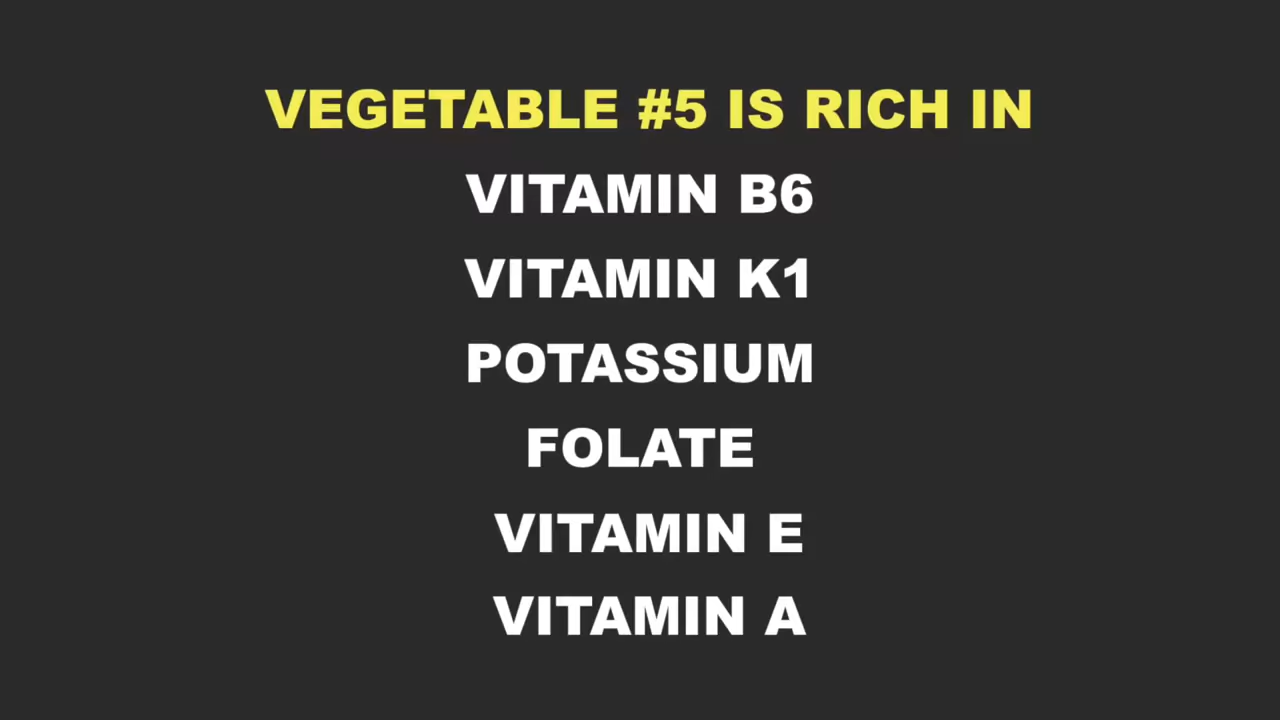 VEGETABLE #5 IS RICH IN
VITAMIN B6
VITAMIN K1
POTASSIUM
FOLATE
VITAMIN E
VITAMIN A